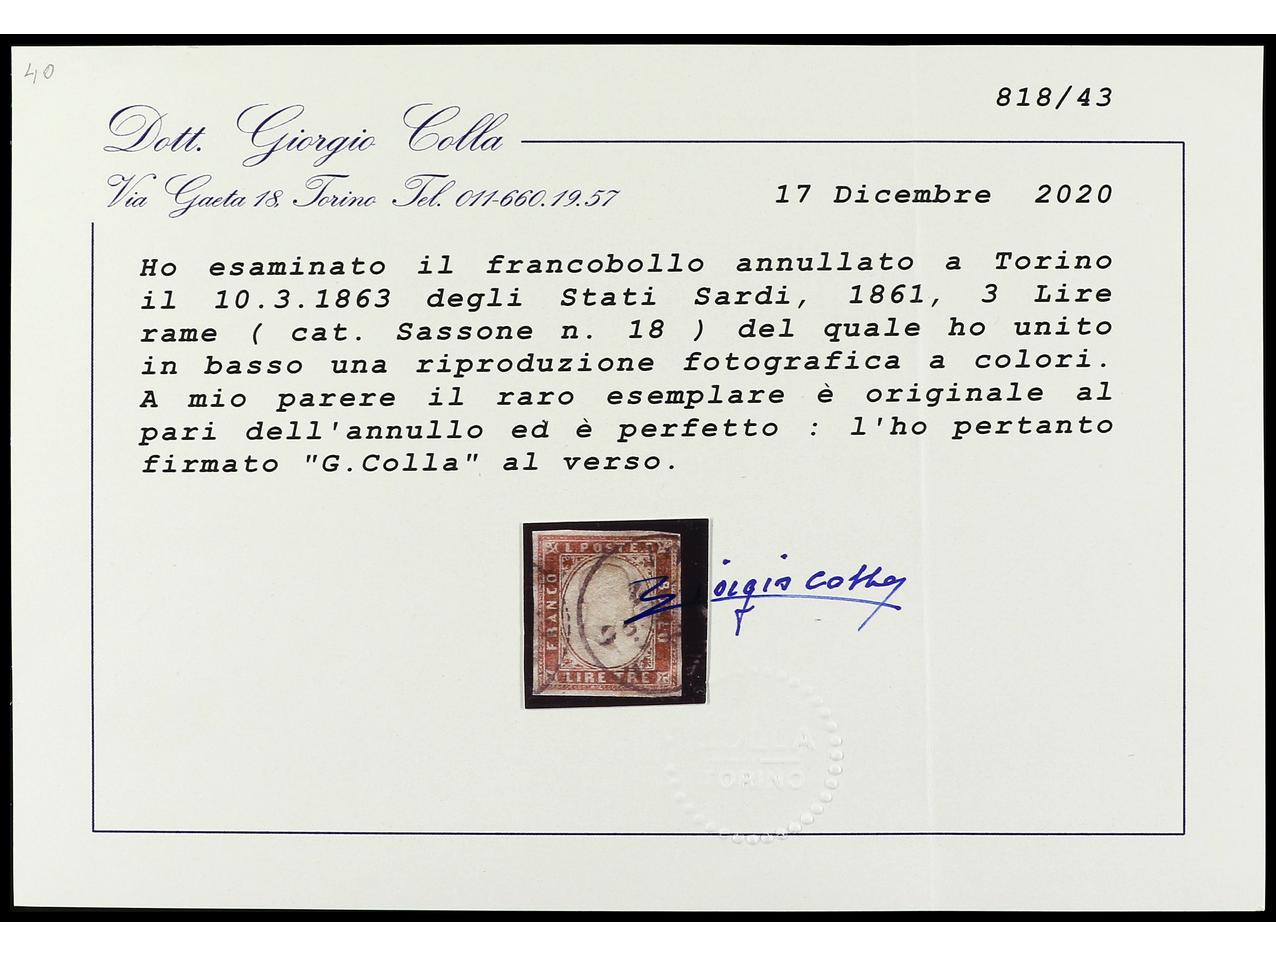 40
818/43
Dott. Giorgio Colla
Via Gaeta 18, Torino Tel. 011-660.19.57
17 Dicembre 2020
Ho esaminato il francobollo annullato a Torino
il 10.3.1863 degli Stati Sardi, 1861, 3 Lire
rame ( cat. Sassone n. 18 ) del quale ho unito
in basso una riproduzione fotografica a colori.
A mio parere il raro esemplare è originale al
pari dell'annullo ed è perfetto : l'ho pertanto
firmato "G.Colla" al verso.
C. POSTE
FRANCO
BOLLO
LIRE TRE
Giorgio Colla
COLLA
TORINO